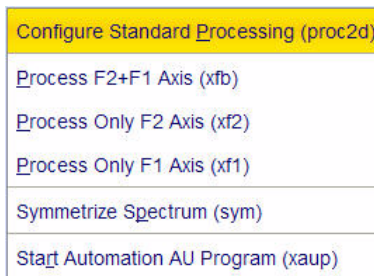 Configure Standard Processing (proc2d)
Process F2+F1 Axis (xfb)
Process Only F2 Axis (xf2)
Process Only F1 Axis (xf1)
Symmetrize Spectrum (sym)
Start Automation AU Program (xaup)